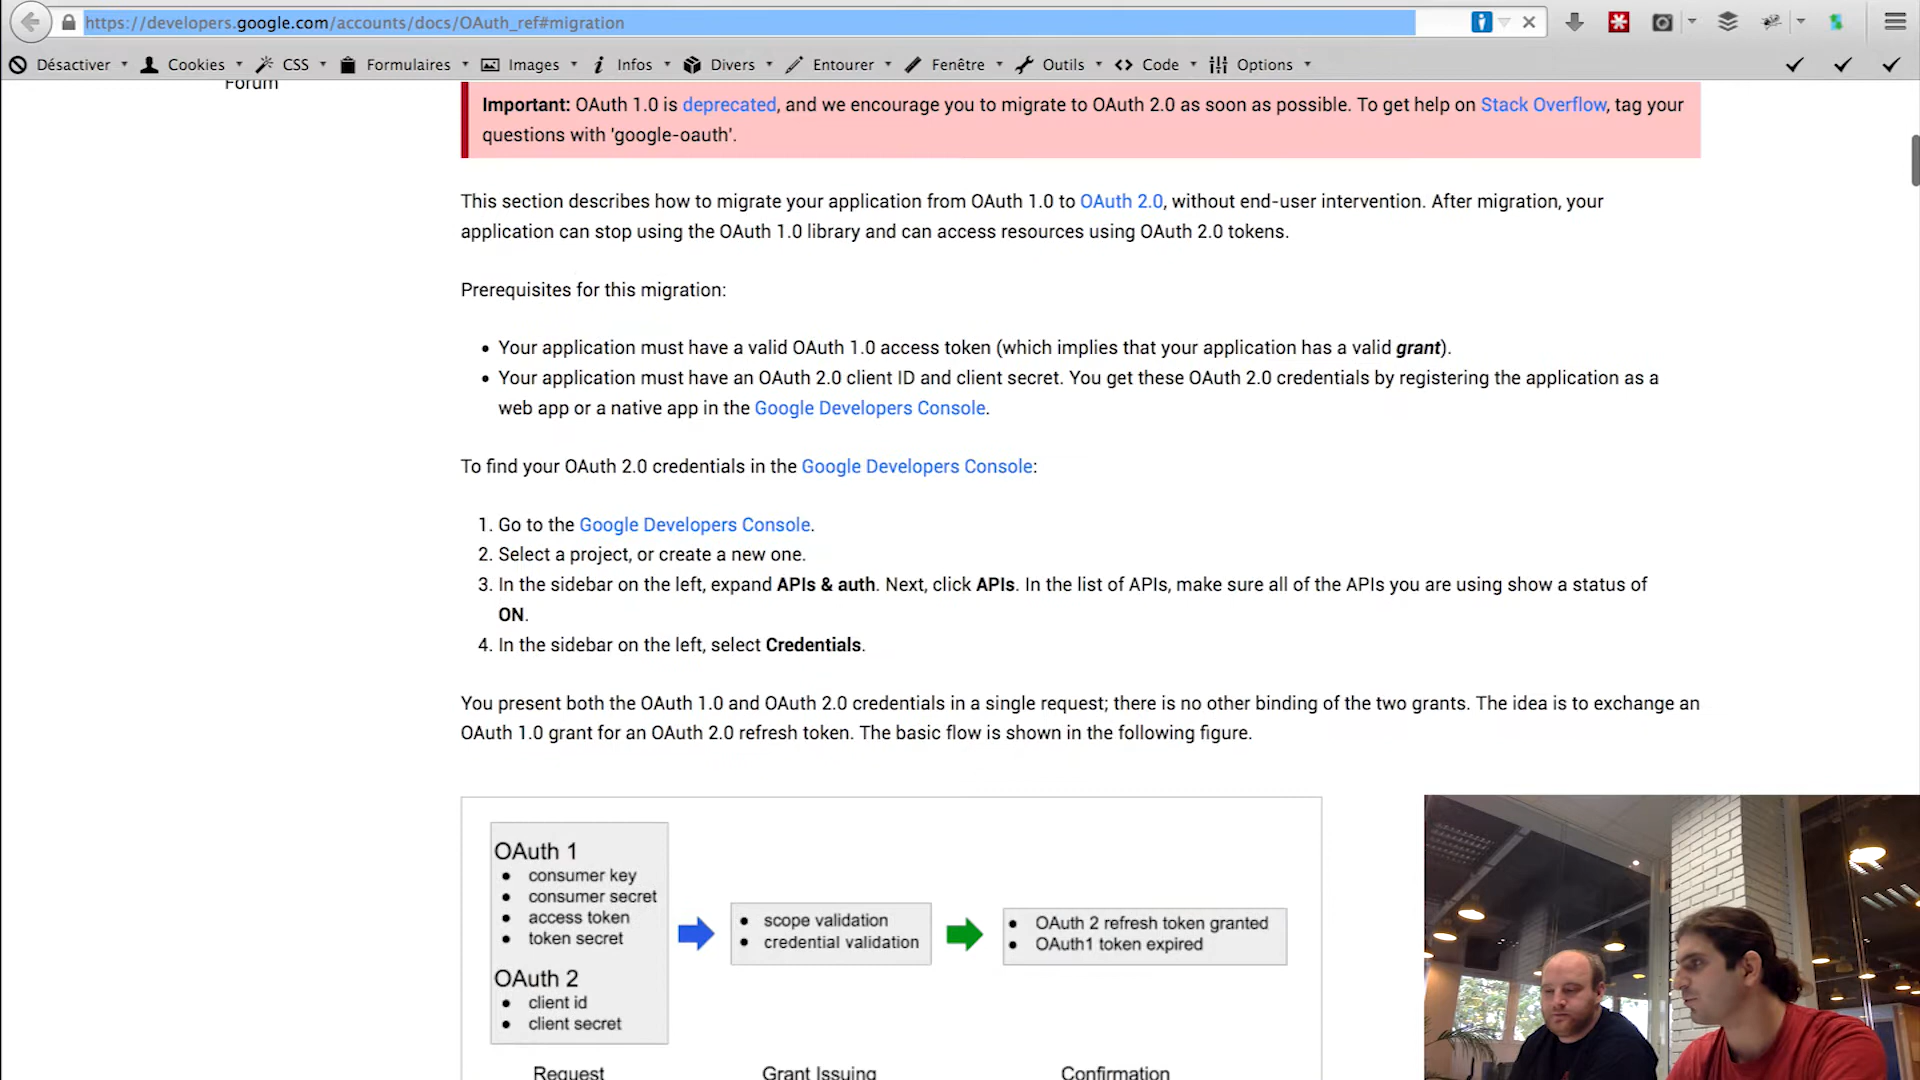 https://developers.google.com/accounts/docs/OAuth_ref#migration
Désactiver Cookies CSS Formulaires Images Infos Divers Entourer Fenêtre Outils Code Options
Forum
Important: OAuth 1.0 is deprecated, and we encourage you to migrate to OAuth 2.0 as soon as possible. To get help on Stack Overflow, tag your
questions with 'google-oauth'.
This section describes how to migrate your application from OAuth 1.0 to OAuth 2.0, without end-user intervention. After migration, your
application can stop using the OAuth 1.0 library and can access resources using OAuth 2.0 tokens.
Prerequisites for this migration:
• Your application must have a valid OAuth 1.0 access token (which implies that your application has a valid grant).
• Your application must have an OAuth 2.0 client ID and client secret. You get these OAuth 2.0 credentials by registering the application as a
web app or a native app in the Google Developers Console.
To find your OAuth 2.0 credentials in the Google Developers Console:
1. Go to the Google Developers Console.
2. Select a project, or create a new one.
3. In the sidebar on the left, expand APIs & auth. Next, click APIs. In the list of APIs, make sure all of the APIs you are using show a status of
ON.
4. In the sidebar on the left, select Credentials.
You present both the OAuth 1.0 and OAuth 2.0 credentials in a single request; there is no other binding of the two grants. The idea is to exchange an
OAuth 1.0 grant for an OAuth 2.0 refresh token. The basic flow is shown in the following figure.
OAuth 1
• consumer key
• consumer secret
• access token
• token secret
OAuth 2
• client id
• client secret
Request
• scope validation
• credential validation
Grant Issuing
• OAuth 2 refresh token granted
• OAuth1 token expired
Confirmation